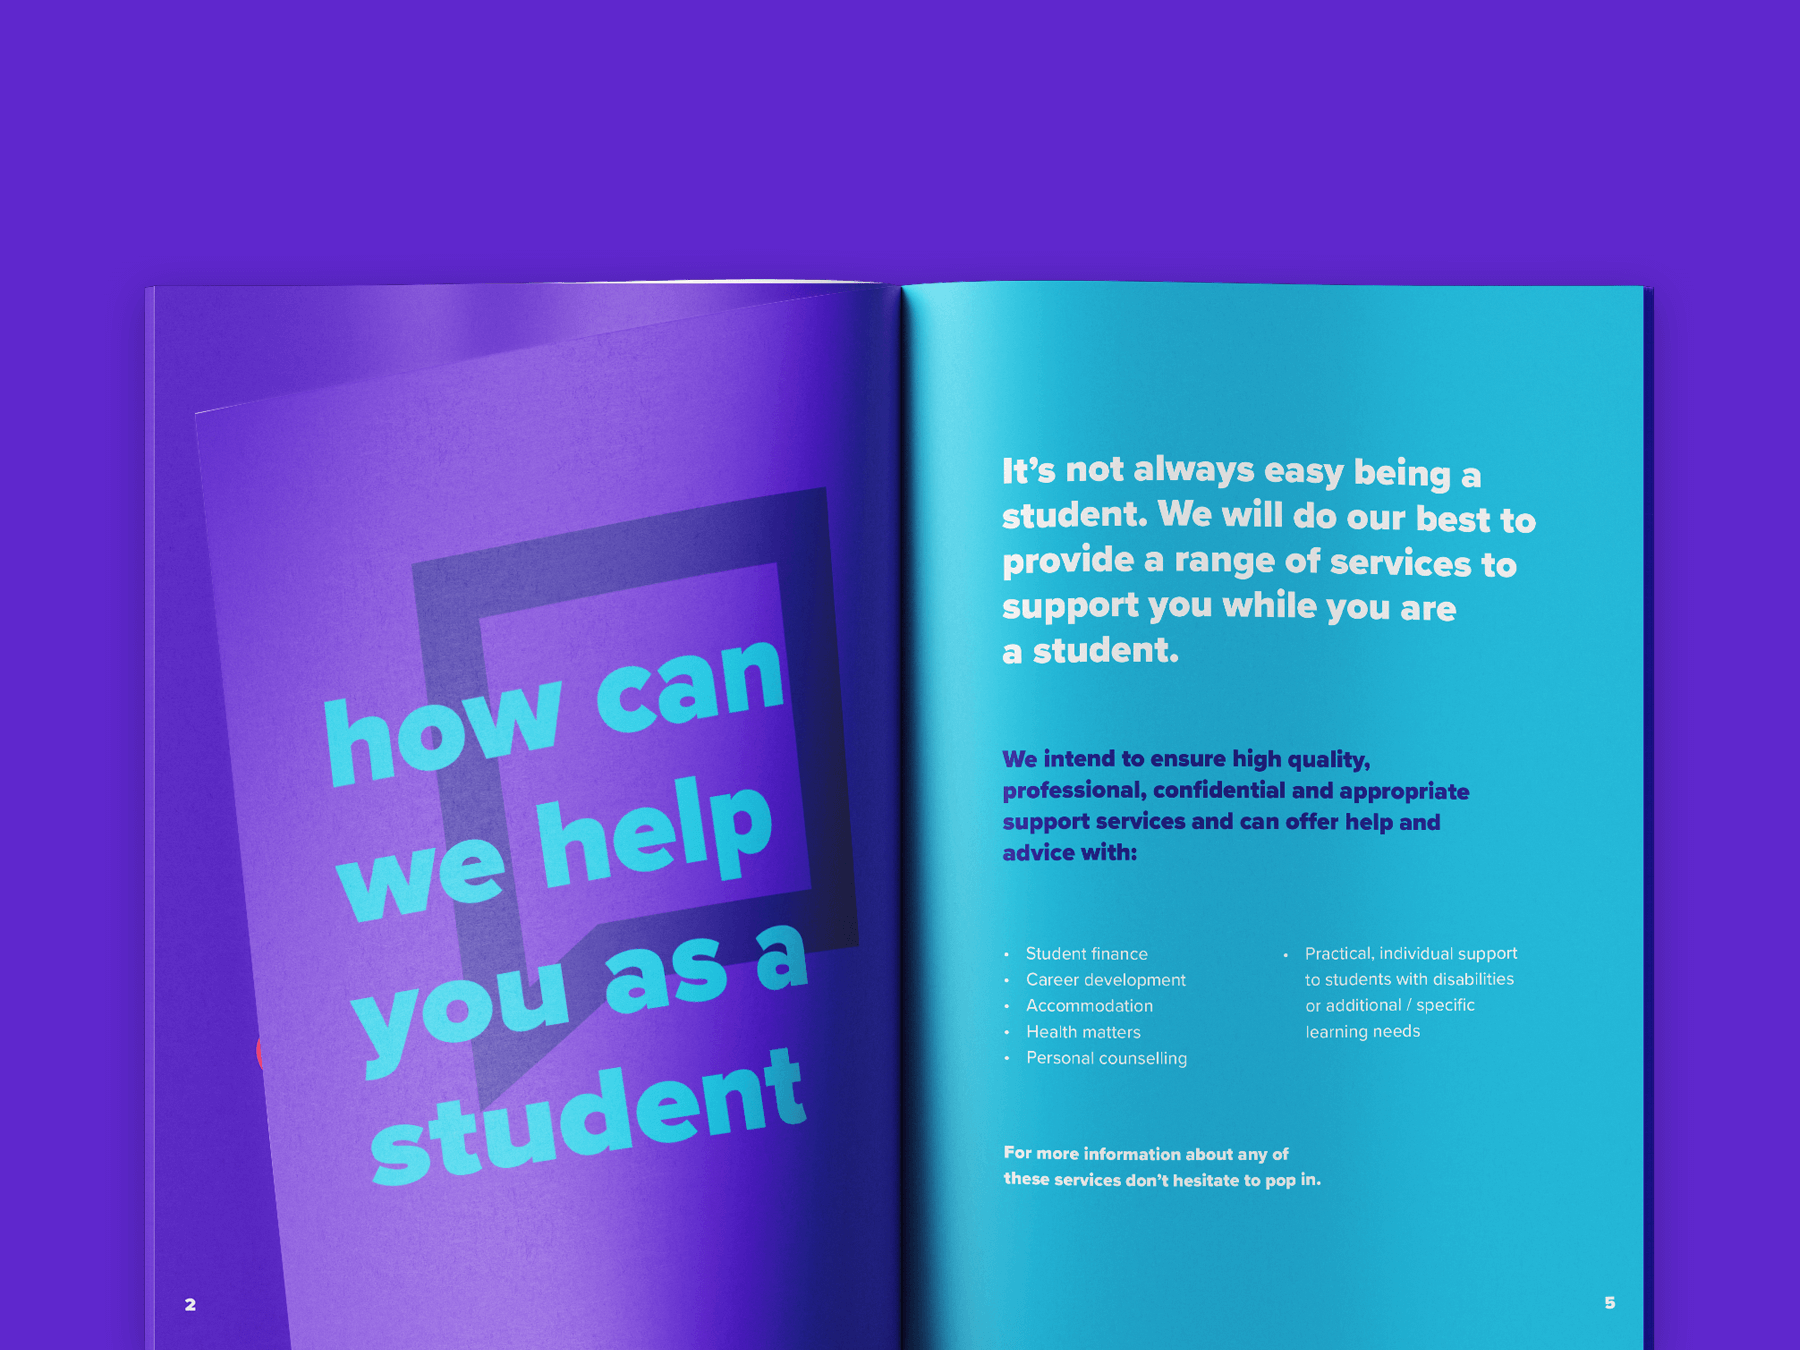 how can
we help
you as a
student
2
It's not always easy being a
student. We will do our best to
provide a range of services to
support you while you are
a student.
We intend to ensure high quality,
professional, confidential and appropriate
support services and can offer help and
advice with:
• Student finance
• Career development
• Accommodation
• Health matters
• Personal counselling
• Practical, individual support
to students with disabilities
or additional / specific
learning needs
For more information about any of
these services don't hesitate to pop in.
5